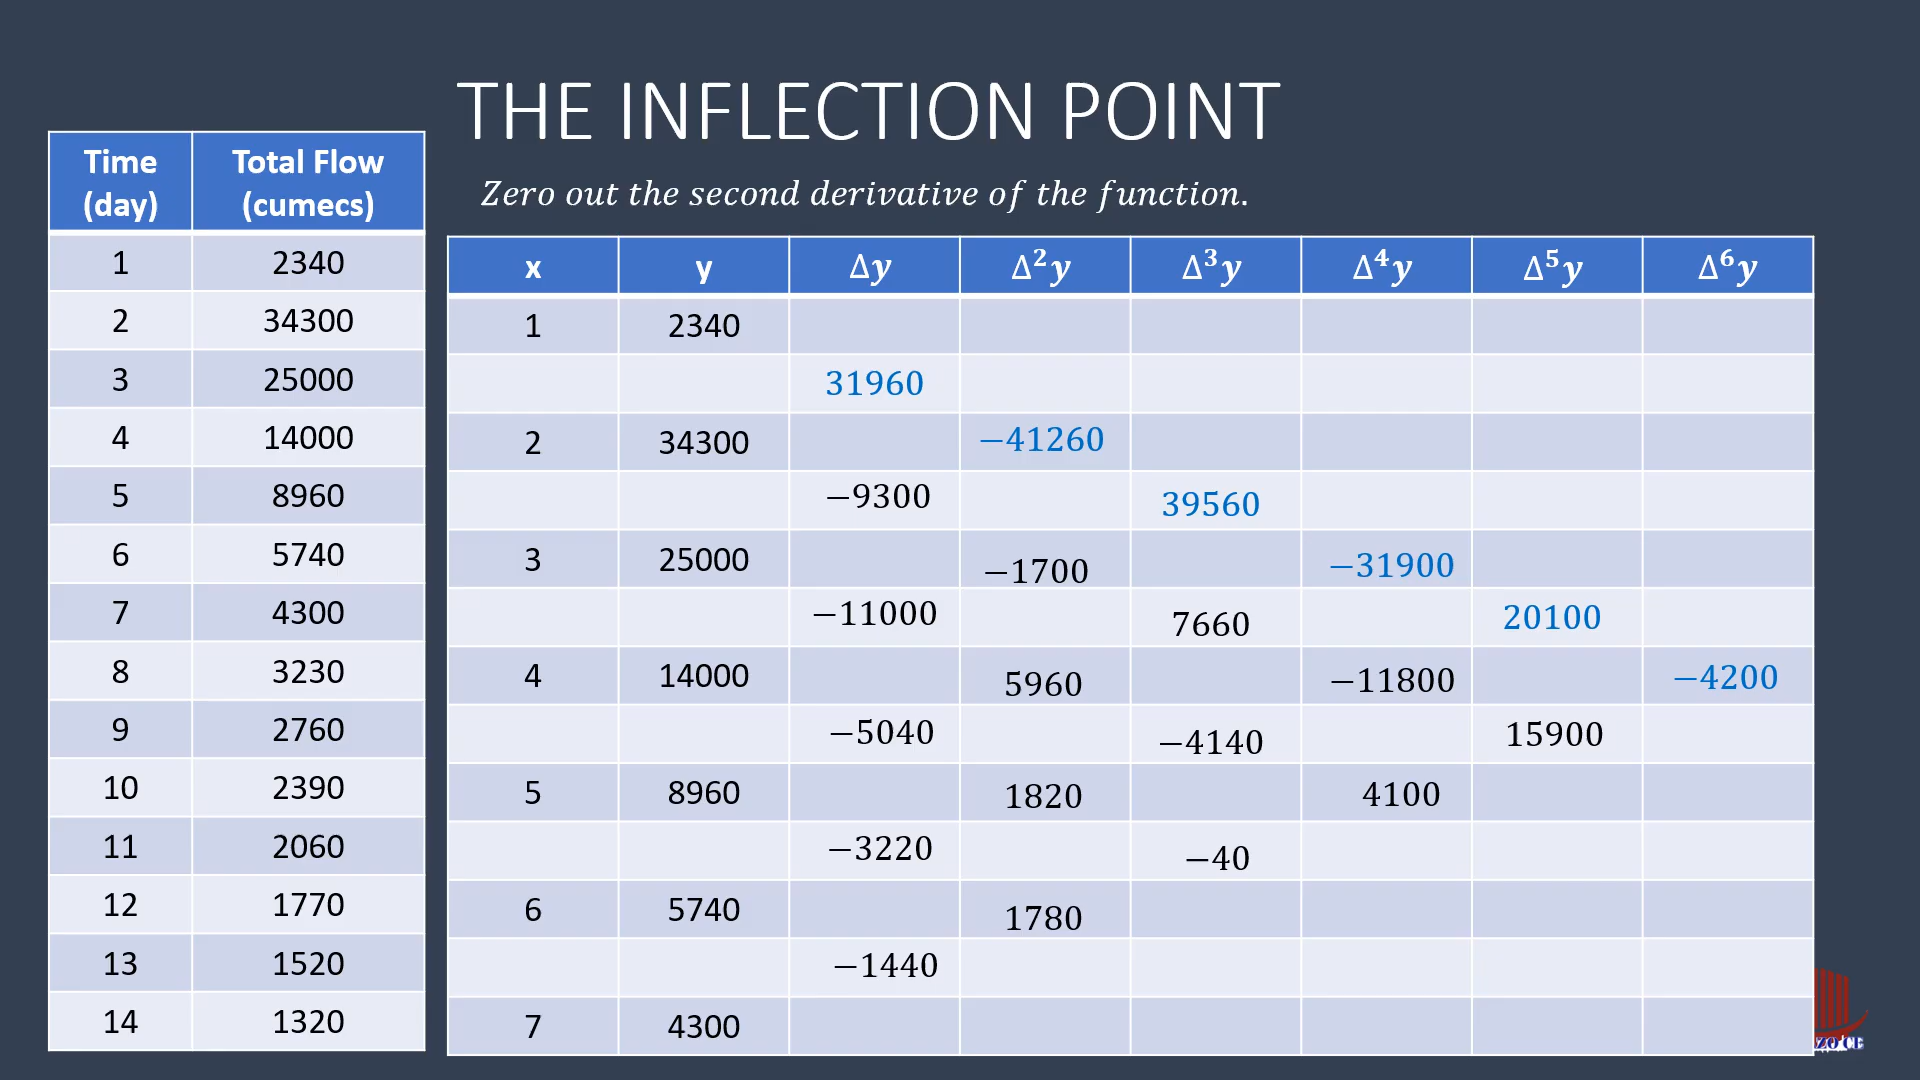 THE INFLECTION POINT
Zero out the second derivative of the function.
Time (day) Total Flow (cumecs)
1 2340
2 34300
3 25000
4 14000
5 8960
6 5740
7 4300
8 3230
9 2760
10 2390
11 2060
12 1770
13 1520
14 1320
x y Δy Δ²y Δ³y Δ⁴y Δ⁵y Δ⁶y
1 2340
31960
2 34300 −41260
−9300 39560
3 25000 −1700 −31900
−11000 7660 20100
4 14000 5960 −11800 −4200
−5040 −4140 15900
5 8960 1820 4100
−3220 −40
6 5740 1780
−1440
7 4300